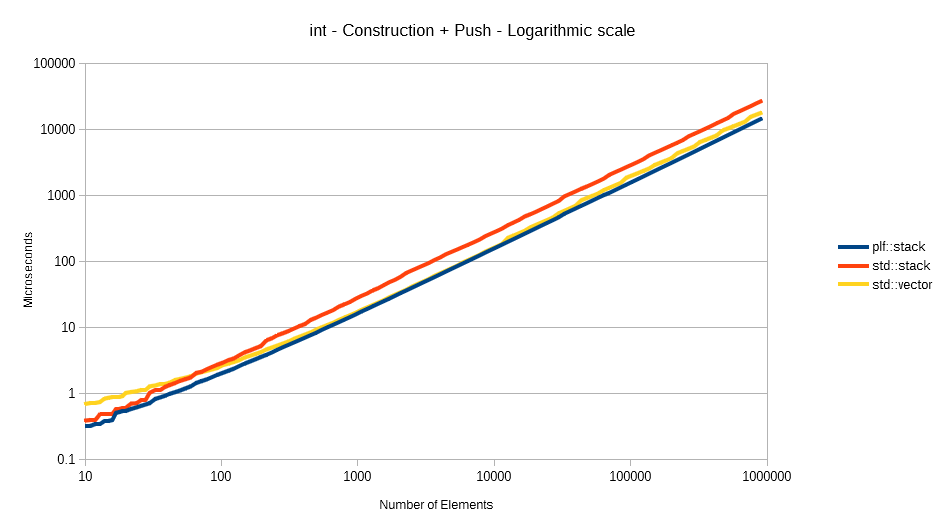 int - Construction + Push - Logarithmic scale
100000
10000
1000
100
10
1
0.1
Microseconds
10 100 1000 10000 100000 1000000
Number of Elements
plf::stack
std::stack
std::vector